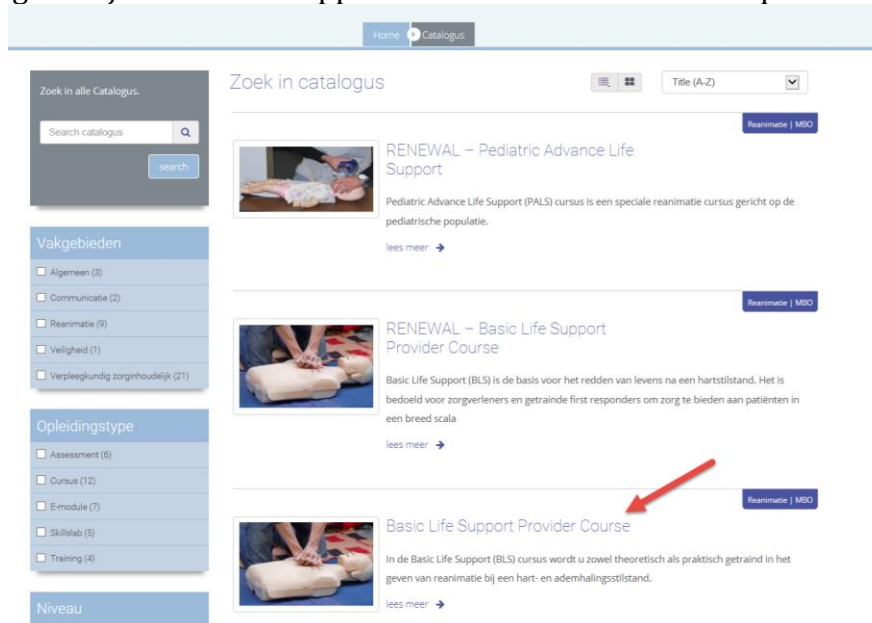 Home Catalogus
Zoek in alle Catalogus.
Search catalogus
search
Vakgebieden
Algemeen (3)
Communicatie (2)
Reanimatie (9)
Veiligheid (1)
Verpleegkundig zorginhoudelijk (21)
Opleidingstype
Assessment (6)
Cursus (12)
E-module (7)
Skillslab (5)
Training (4)
Niveau
Zoek in catalogus
Title (A-Z)
Reanimatie | MBO
RENEWAL – Pediatric Advance Life
Support
Pediatric Advance Life Support (PALS) cursus is een speciale reanimatie cursus gericht op de
pediatrische populatie.
lees meer
Reanimatie | MBO
RENEWAL – Basic Life Support
Provider Course
Basic Life Support (BLS) is de basis voor het redden van levens na een hartstilstand. Het is
bedoeld voor zorgverleners en getrainde first responders om zorg te bieden aan patiënten in
een breed scala
lees meer
Reanimatie | MBO
Basic Life Support Provider Course
In de Basic Life Support (BLS) cursus wordt u zowel theoretisch als praktisch getraind in het
geven van reanimatie bij een hart- en ademhalingsstilstand.
lees meer